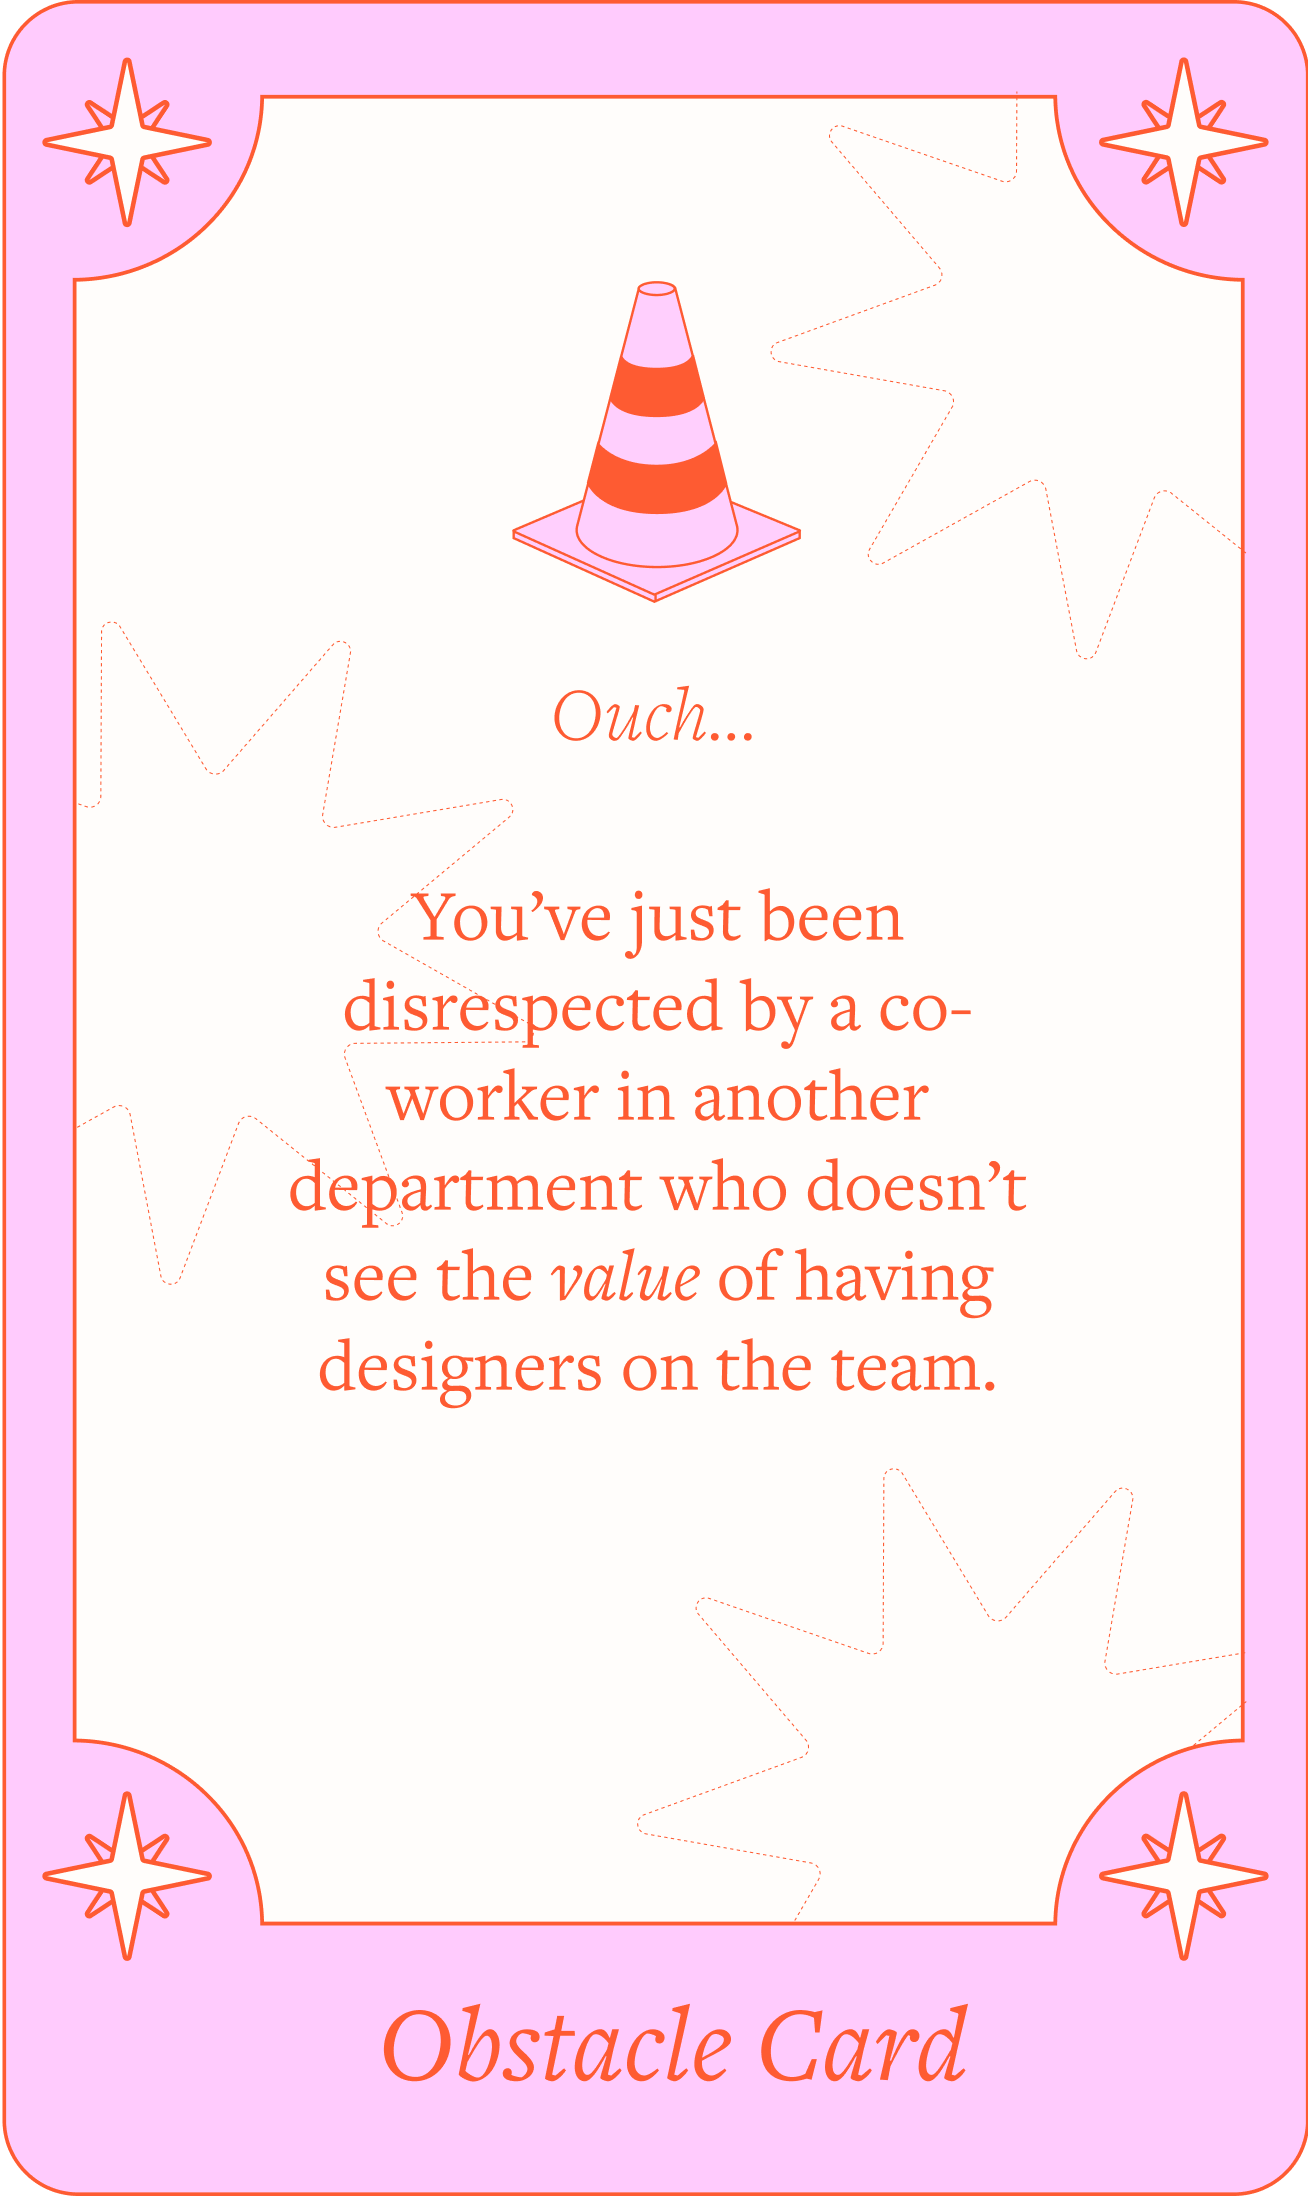 Ouch...
You’ve just been
disrespected by a co-
worker in another
department who doesn’t
see the value of having
designers on the team.
Obstacle Card